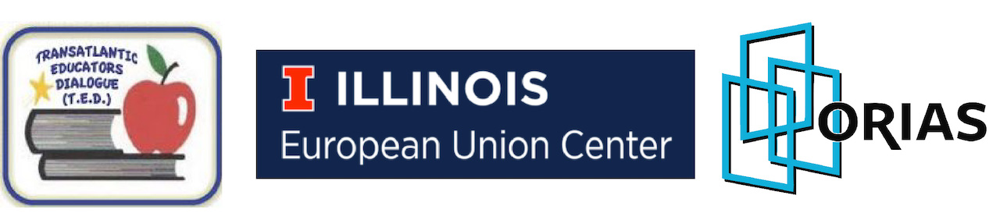 TRANSATLANTIC
EDUCATORS
DIALOGUE
(T.E.D.)
I ILLINOIS
European Union Center
ORIAS